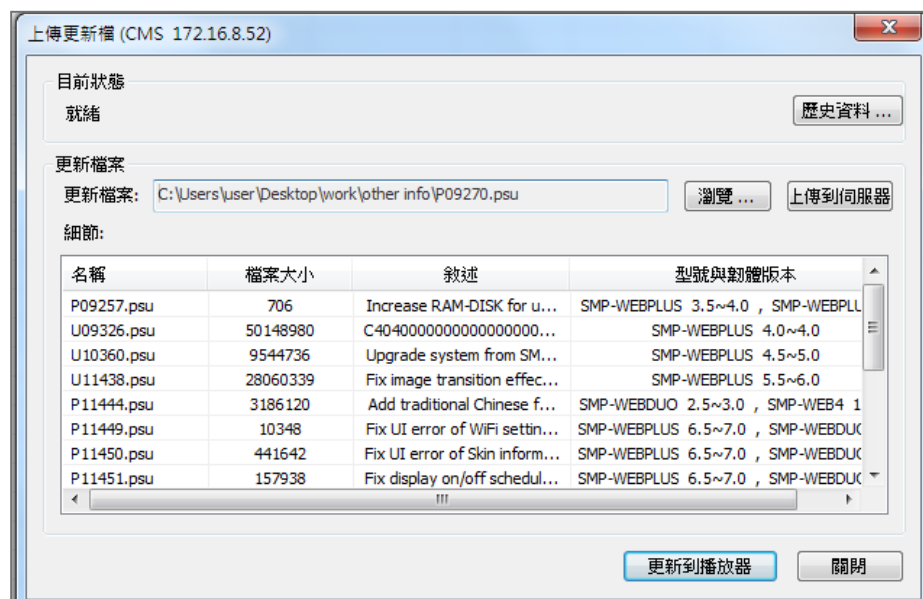 上傳更新檔 (CMS 172.16.8.52)
目前狀態
就緒
歷史資料 ...
更新檔案
更新檔案: C:\Users\user\Desktop\work\other info\P09270.psu 瀏覽 ... 上傳到伺服器
細節:
名稱 檔案大小 敘述 型號與韌體版本
P09257.psu 706 Increase RAM-DISK for u... SMP-WEBPLUS 3.5~4.0 , SMP-WEBPLU
U09326.psu 50148980 C4040000000000000000... SMP-WEBPLUS 4.0~4.0
U10360.psu 9544736 Upgrade system from SM... SMP-WEBPLUS 4.5~5.0
U11438.psu 28060339 Fix image transition effec... SMP-WEBPLUS 5.5~6.0
P11444.psu 3186120 Add traditional Chinese f... SMP-WEBDUO 2.5~3.0 , SMP-WEB4 1
P11449.psu 10348 Fix UI error of WiFi settin... SMP-WEBPLUS 6.5~7.0 , SMP-WEBDUO
P11450.psu 441642 Fix UI error of Skin inform... SMP-WEBPLUS 6.5~7.0 , SMP-WEBDUO
P11451.psu 157938 Fix display on/off schedul... SMP-WEBPLUS 6.5~7.0 , SMP-WEBDUO
更新到播放器 關閉